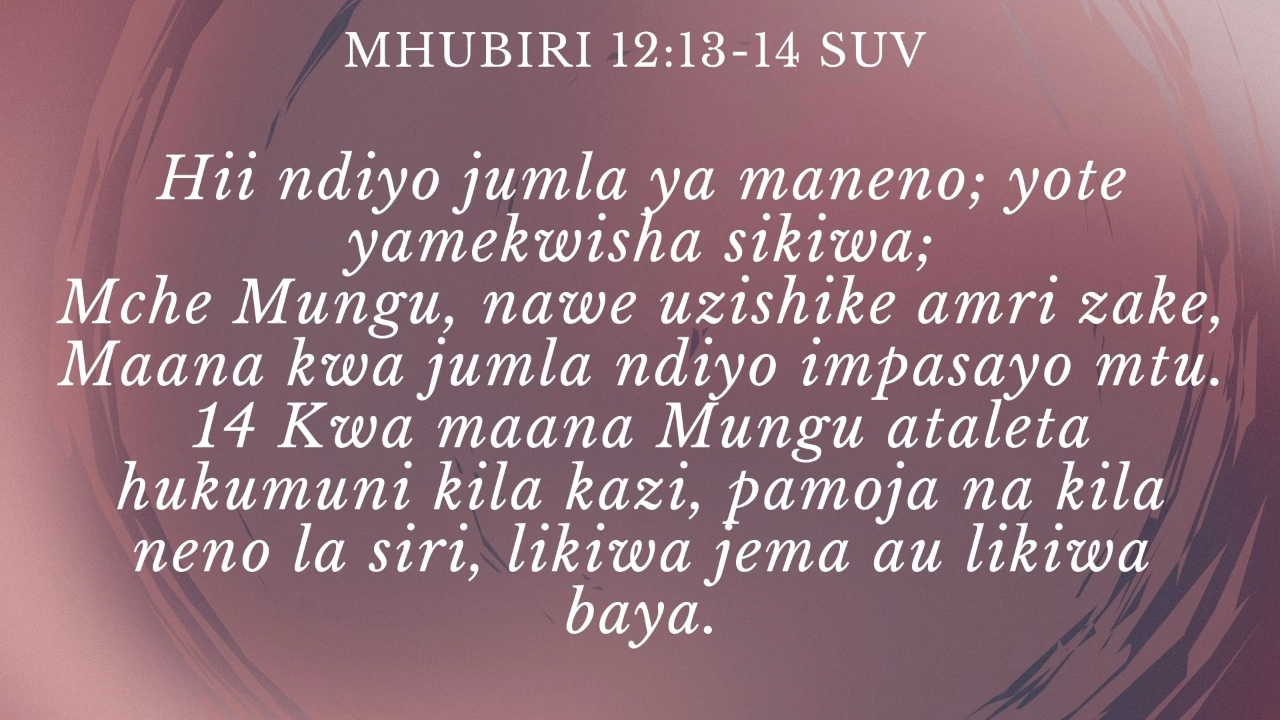 MHUBIRI 12:13-14 SUV
Hii ndiyo jumla ya maneno; yote
yamekwisha sikiwa;
Mche Mungu, nawe uzishike amri zake,
Maana kwa jumla ndiyo impasayo mtu.
14 Kwa maana Mungu ataleta
hukumuni kila kazi, pamoja na kila
neno la siri, likiwa jema au likiwa
baya.